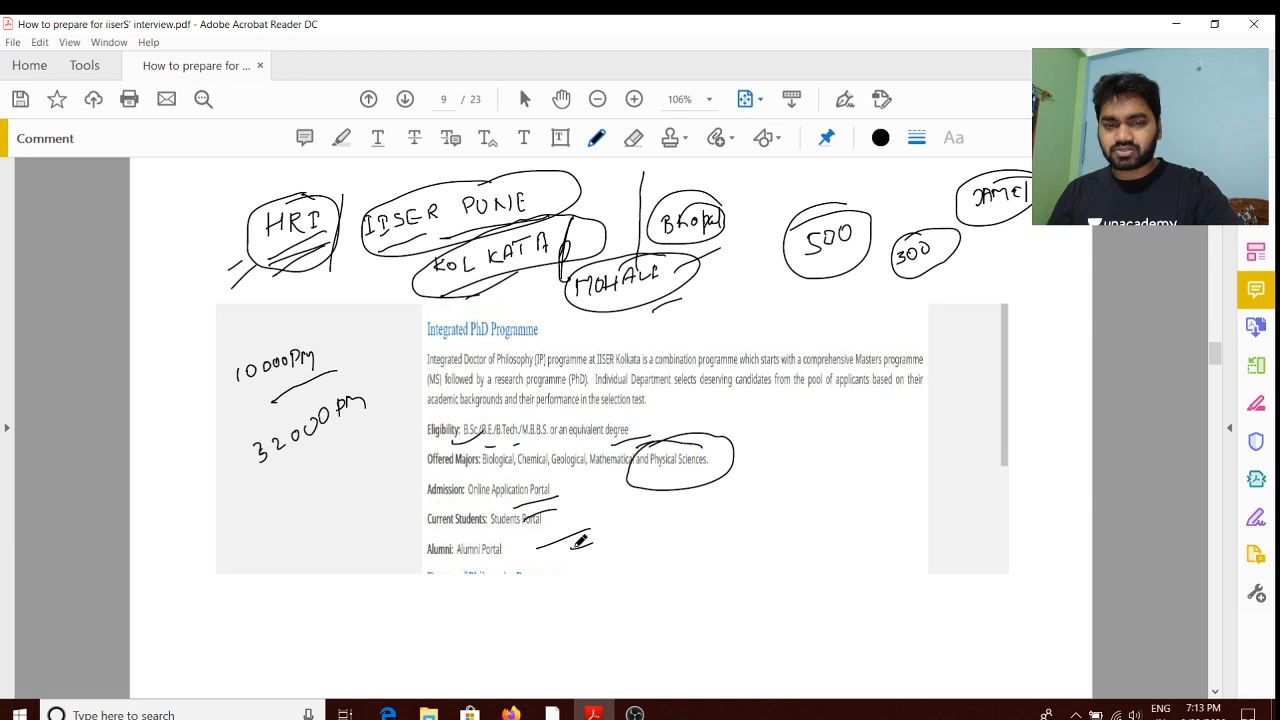 How to prepare for iiserS' interview.pdf - Adobe Acrobat Reader DC
File Edit View Window Help
Home Tools How to prepare for ... ×
9 / 23 106%
Comment Aa
HRI IISER PUNE Bhopal 500 JAMEI
KOLKATA MOHALI 300
unacademy
Integrated PhD Programme
Integrated Doctor of Philosophy (IP) programme at IISER Kolkata is a combination programme which starts with a comprehensive Masters programme
(MS) followed by a research programme (PhD). Individual Department selects deserving candidates from the pool of applicants based on their
academic backgrounds and their performance in the selection test.
10000PM
32000PM
Eligibility: B.Sc./B.E./B.Tech./M.B.B.S. or an equivalent degree
Offered Majors: Biological, Chemical, Geological, Mathematical and Physical Sciences.
Admission: Online Application Portal
Current Students: Students Portal
Alumni: Alumni Portal
Type here to search
ENG 7:13 PM